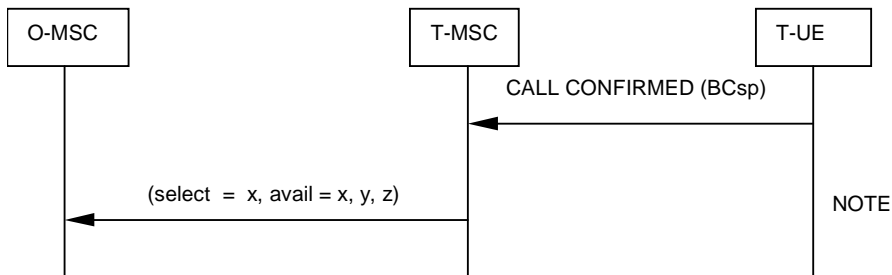 O-MSC
T-MSC
T-UE
CALL CONFIRMED (BCsp)
(select = x, avail = x, y, z)
NOTE